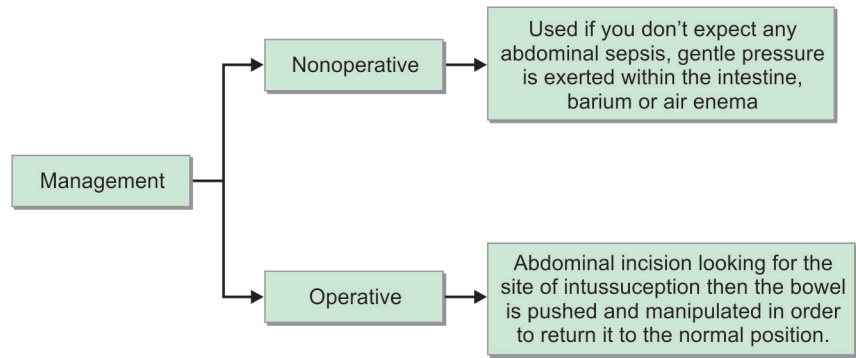 Management
Nonoperative
Used if you don't expect any
abdominal sepsis, gentle pressure
is exerted within the intestine,
barium or air enema
Operative
Abdominal incision looking for the
site of intussuception then the bowel
is pushed and manipulated in order
to return it to the normal position.